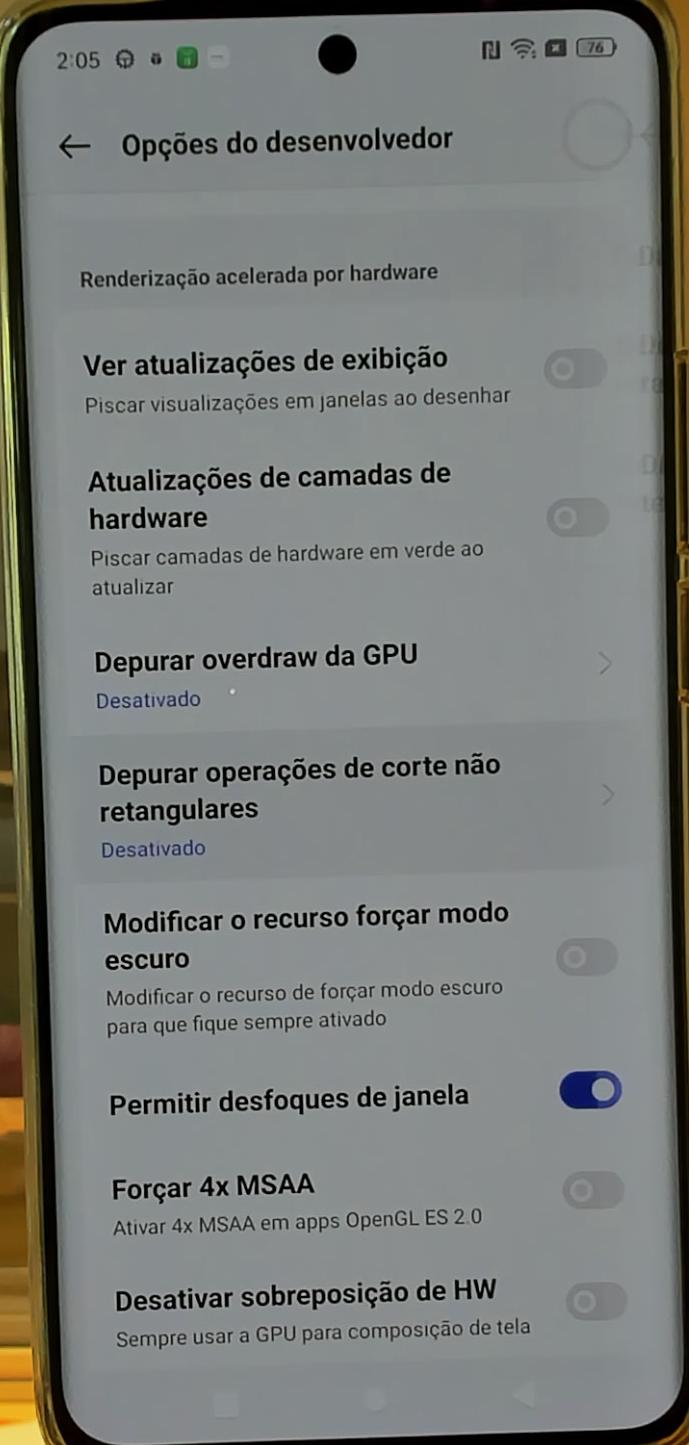 2:05
76
Opções do desenvolvedor
Renderização acelerada por hardware
Ver atualizações de exibição
Piscar visualizações em janelas ao desenhar
Atualizações de camadas de
hardware
Piscar camadas de hardware em verde ao
atualizar
Depurar overdraw da GPU
Desativado
Depurar operações de corte não
retangulares
Desativado
Modificar o recurso forçar modo
escuro
Modificar o recurso de forçar modo escuro
para que fique sempre ativado
Permitir desfoques de janela
Forçar 4x MSAA
Ativar 4x MSAA em apps OpenGL ES 2.0
Desativar sobreposição de HW
Sempre usar a GPU para composição de tela